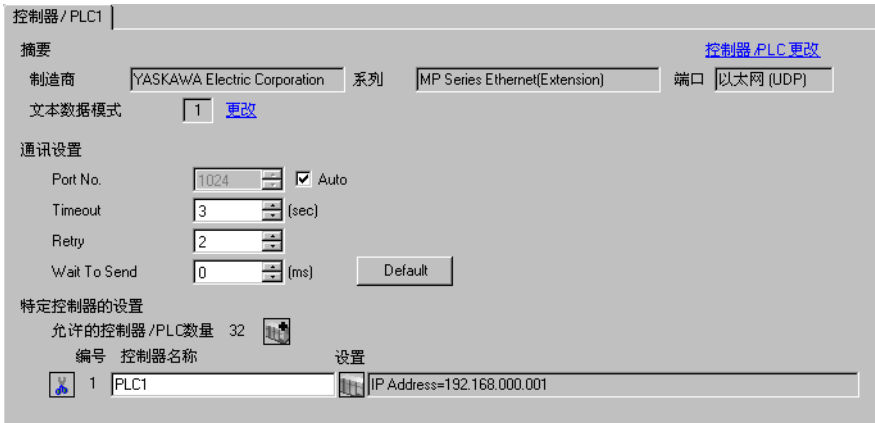 控制器/PLC1
摘要 控制器/PLC更改
制造商 YASKAWA Electric Corporation 系列 MP Series Ethernet(Extension) 端口 以太网 (UDP)
文本数据模式 1 更改
通讯设置
Port No. 1024 Auto
Timeout 3 (sec)
Retry 2
Wait To Send 0 (ms) Default
特定控制器的设置
允许的控制器/PLC数量 32
编号 控制器名称 设置
1 PLC1 IP Address=192.168.000.001